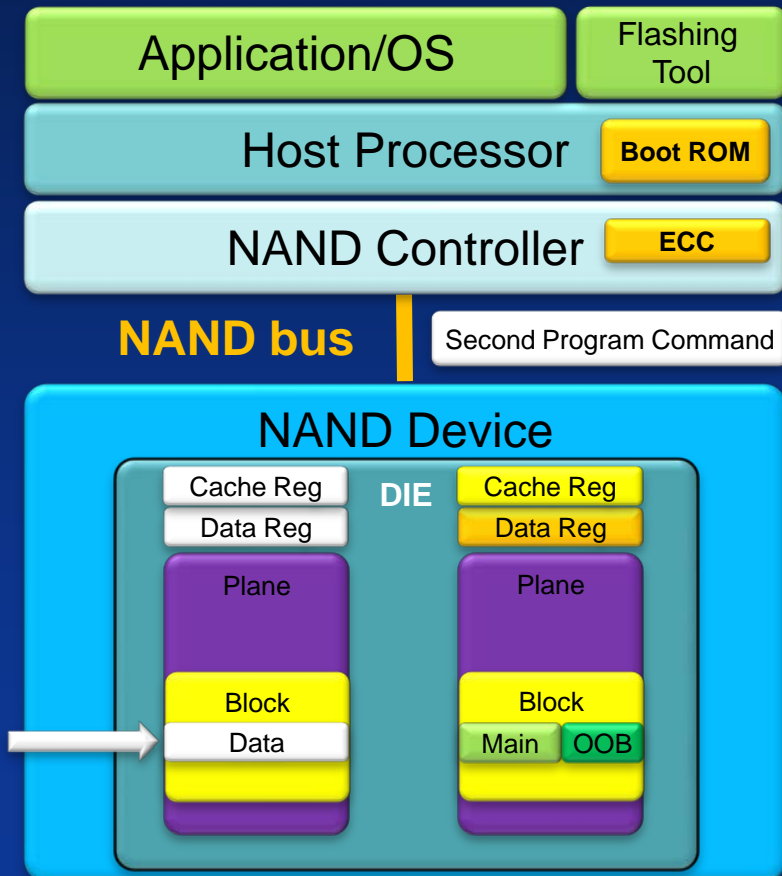 Application/OS
Flashing
Tool
Host Processor
Boot ROM
NAND Controller
ECC
NAND bus
Second Program Command
NAND Device
Cache Reg
DIE
Cache Reg
Data Reg
Data Reg
Plane
Plane
Block
Block
Data
Main
OOB